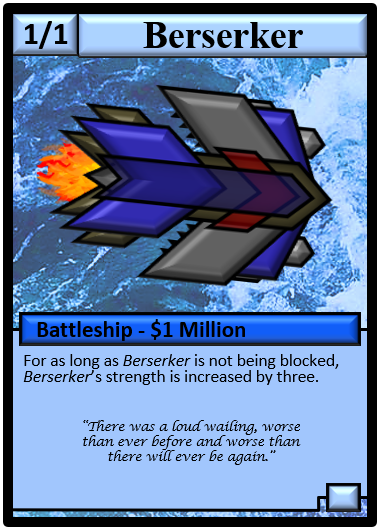 1/1 Berserker
Battleship - $1 Million
For as long as Berserker is not being blocked,
Berserker's strength is increased by three.
"There was a loud wailing, worse
than ever before and worse than
there will ever be again."